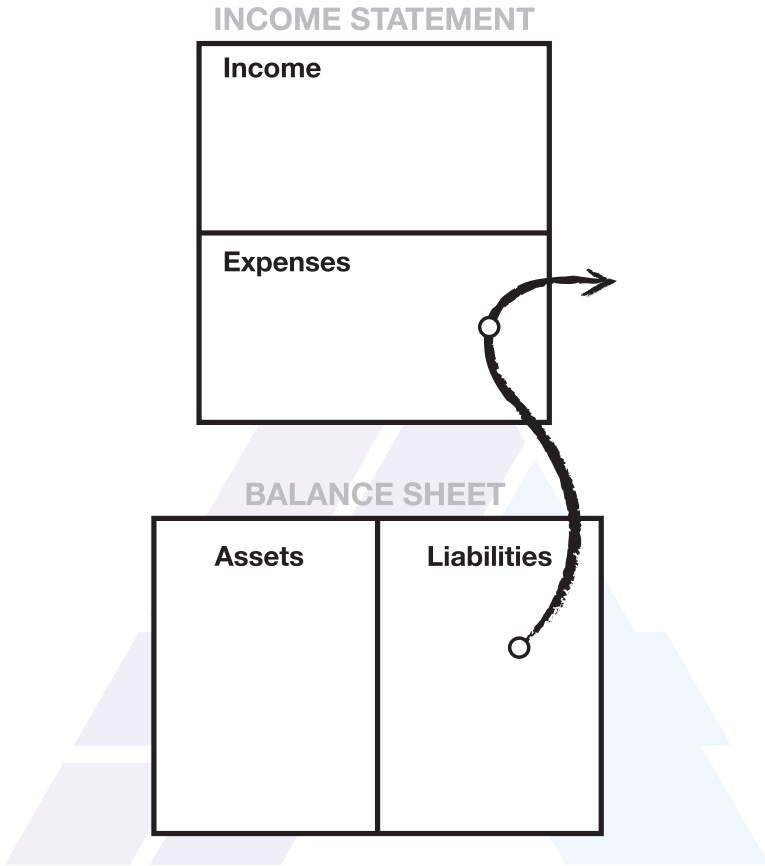 INCOME STATEMENT
Income
Expenses
BALANCE SHEET
Assets
Liabilities